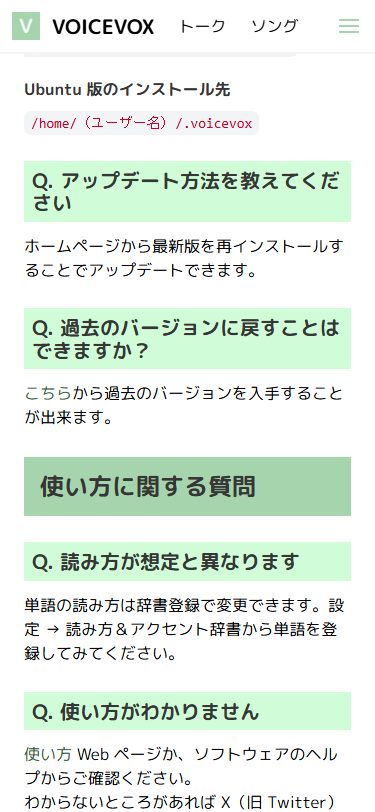 V VOICEVOX トーク ソング
Ubuntu 版のインストール先
/home/（ユーザー名）/.voicevox
Q. アップデート方法を教えてくだ
さい
ホームページから最新版を再インストールす
ることでアップデートできます。
Q. 過去のバージョンに戻すことは
できますか？
こちらから過去のバージョンを入手すること
が出来ます。
使い方に関する質問
Q. 読み方が想定と異なります
単語の読み方は辞書登録で変更できます。設
定 → 読み方＆アクセント辞書から単語を登
録してみてください。
Q. 使い方がわかりません
使い方 Web ページか、ソフトウェアのヘル
プからご確認ください。
わからないところがあれば X（旧 Twitter）